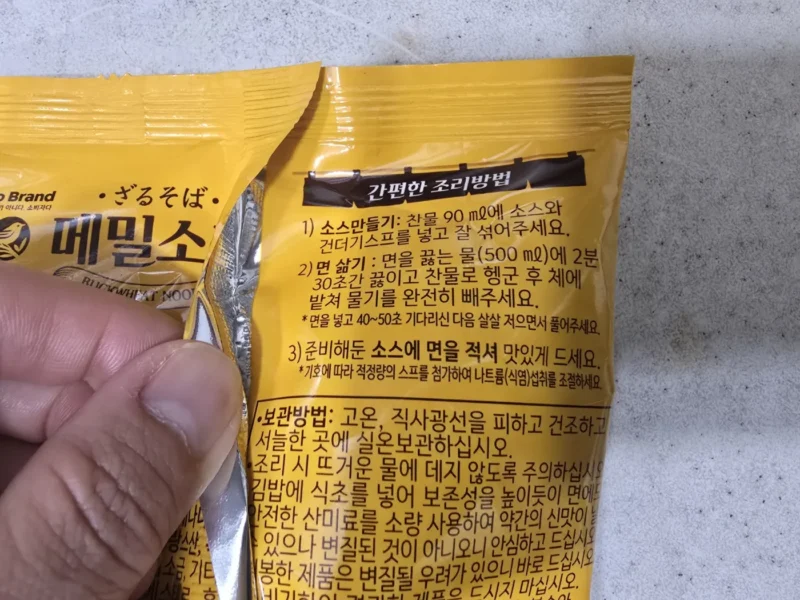 Brand
•ざるそば•
메밀소
간편한 조리방법
1) 소스만들기: 찬물 90 ㎖에 소스와
건더기스프를 넣고 잘 섞어주세요.
2) 면 삶기 : 면을 끓는 물(500 ㎖)에 2분
30초간 끓이고 찬물로 헹군 후 체에
밭쳐 물기를 완전히 빼주세요.
*면을 넣고 40~50초 기다리신 다음 살살 저으면서 풀어주세요.
3) 준비해둔 소스에 면을 적셔 맛있게 드세요.
*기호에 따라 적정량의 스프를 첨가하여 나트륨(식염)섭취를 조절하세요.
•보관방법: 고온, 직사광선을 피하고 건조하고
서늘한 곳에 실온보관하십시오.
조리 시 뜨거운 물에 데지 않도록 주의하십시오
김밥에 식초를 넣어 보존성을 높이듯이 면에도
안전한 산미료를 소량 사용하여 약간의 신맛이 날
있으나 변질된 것이 아니오니 안심하고 드십시오
봉한 제품은 변질될 우려가 있으니 바로 드십시오
제품을 드시지 마십시오.